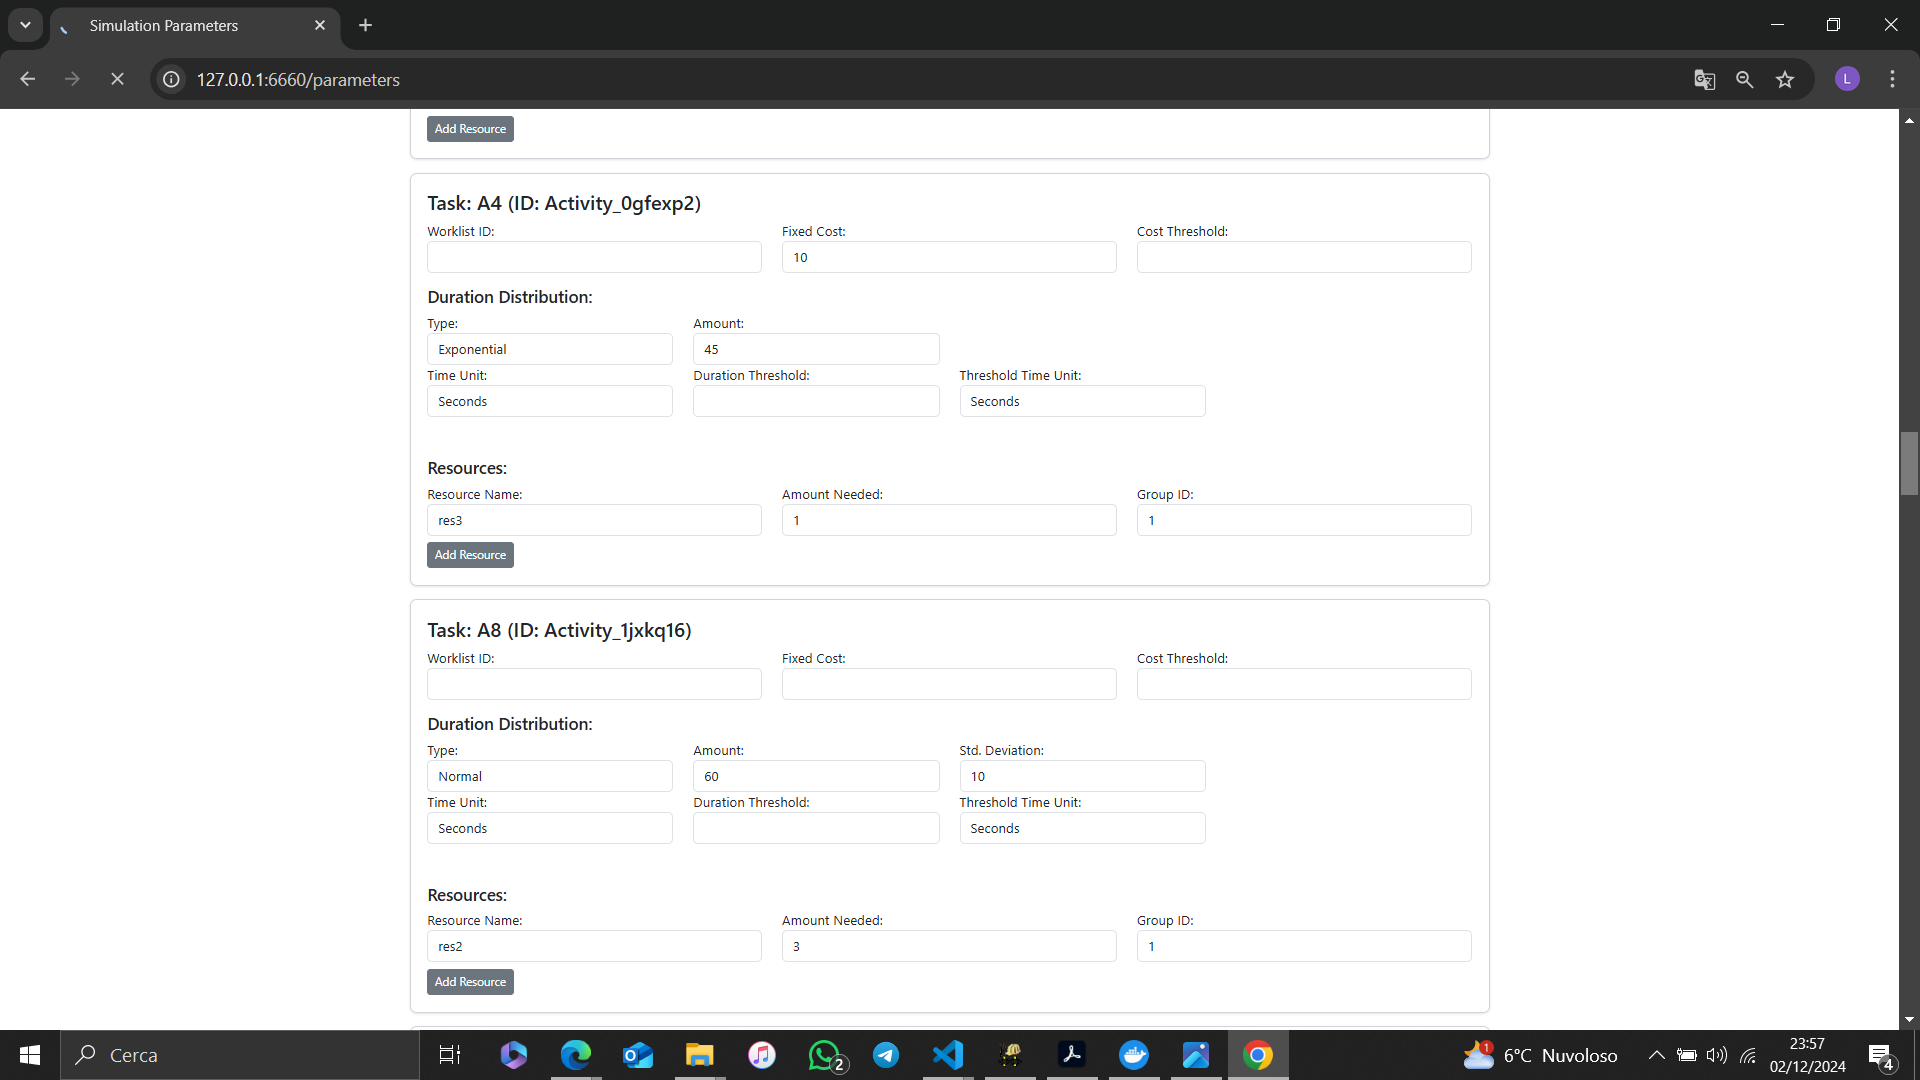 Simulation Parameters
127.0.0.1:6660/parameters
L
Add Resource
Task: A4 (ID: Activity_0gfexp2)
Worklist ID: Fixed Cost: Cost Threshold:
10
Duration Distribution:
Type: Amount:
Exponential 45
Time Unit: Duration Threshold: Threshold Time Unit:
Seconds Seconds
Resources:
Resource Name: Amount Needed: Group ID:
res3 1 1
Add Resource
Task: A8 (ID: Activity_1jxkq16)
Worklist ID: Fixed Cost: Cost Threshold:
Duration Distribution:
Type: Amount: Std. Deviation:
Normal 60 10
Time Unit: Duration Threshold: Threshold Time Unit:
Seconds Seconds
Resources:
Resource Name: Amount Needed: Group ID:
res2 3 1
Add Resource
Cerca 2 1 6°C Nuvoloso 23:57
02/12/2024 4